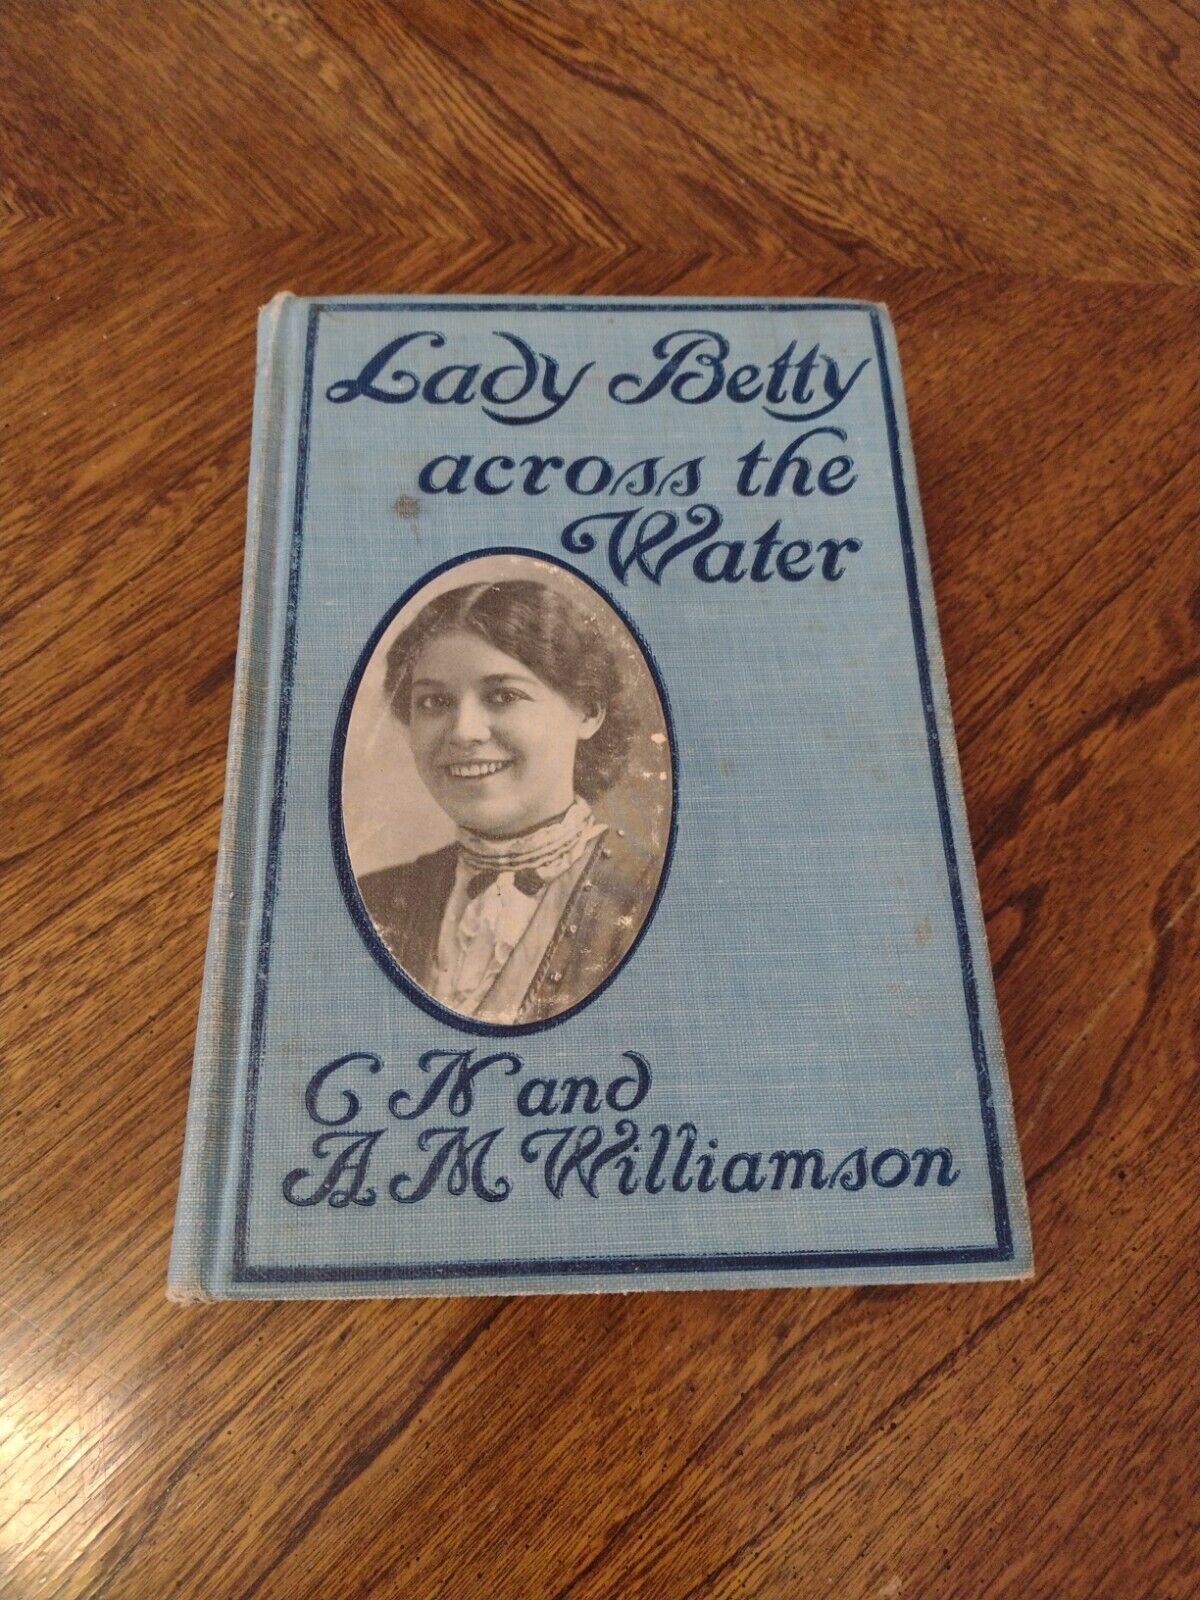 Lady Betty
across the
Water
C N and
A M Williamson